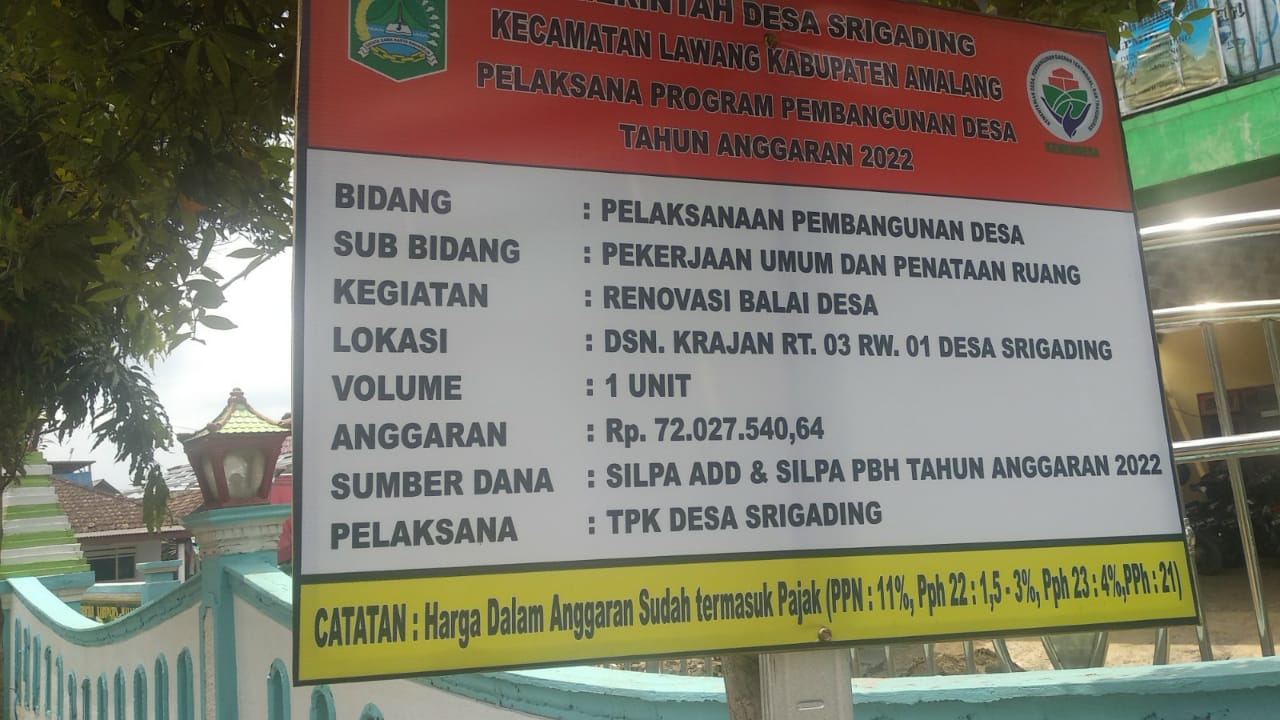 MERINTAH DESA SRIGADING
KECAMATAN LAWANG KABUPATEN AMALANG
PELAKSANA PROGRAM PEMBANGUNAN DESA
TAHUN ANGGARAN 2022
BIDANG : PELAKSANAAN PEMBANGUNAN DESA
SUB BIDANG : PEKERJAAN UMUM DAN PENATAAN RUANG
KEGIATAN : RENOVASI BALAI DESA
LOKASI : DSN. KRAJAN RT. 03 RW. 01 DESA SRIGADING
VOLUME : 1 UNIT
ANGGARAN : Rp. 72.027.540,64
SUMBER DANA : SILPA ADD & SILPA PBH TAHUN ANGGARAN 2022
PELAKSANA : TPK DESA SRIGADING
CATATAN : Harga Dalam Anggaran Sudah termasuk Pajak (PPN : 11%, Pph 22 : 1,5 - 3%, Pph 23 : 4%,PPh : 21)